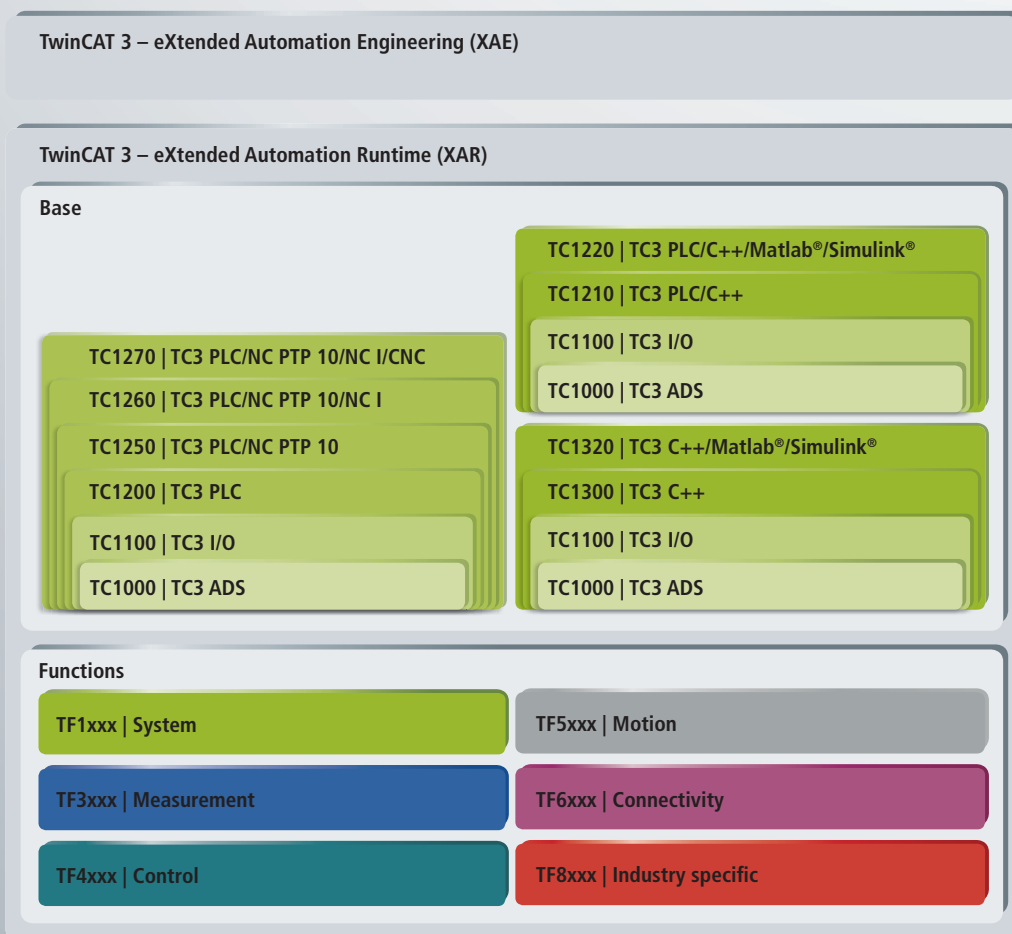 TwinCAT 3 – eXtended Automation Engineering (XAE)
TwinCAT 3 – eXtended Automation Runtime (XAR)
Base
TC1270 | TC3 PLC/NC PTP 10/NC I/CNC
TC1260 | TC3 PLC/NC PTP 10/NC I
TC1250 | TC3 PLC/NC PTP 10
TC1200 | TC3 PLC
TC1100 | TC3 I/O
TC1000 | TC3 ADS
TC1220 | TC3 PLC/C++/Matlab®/Simulink®
TC1210 | TC3 PLC/C++
TC1100 | TC3 I/O
TC1000 | TC3 ADS
TC1320 | TC3 C++/Matlab®/Simulink®
TC1300 | TC3 C++
TC1100 | TC3 I/O
TC1000 | TC3 ADS
Functions
TF1xxx | System
TF5xxx | Motion
TF3xxx | Measurement
TF6xxx | Connectivity
TF4xxx | Control
TF8xxx | Industry specific